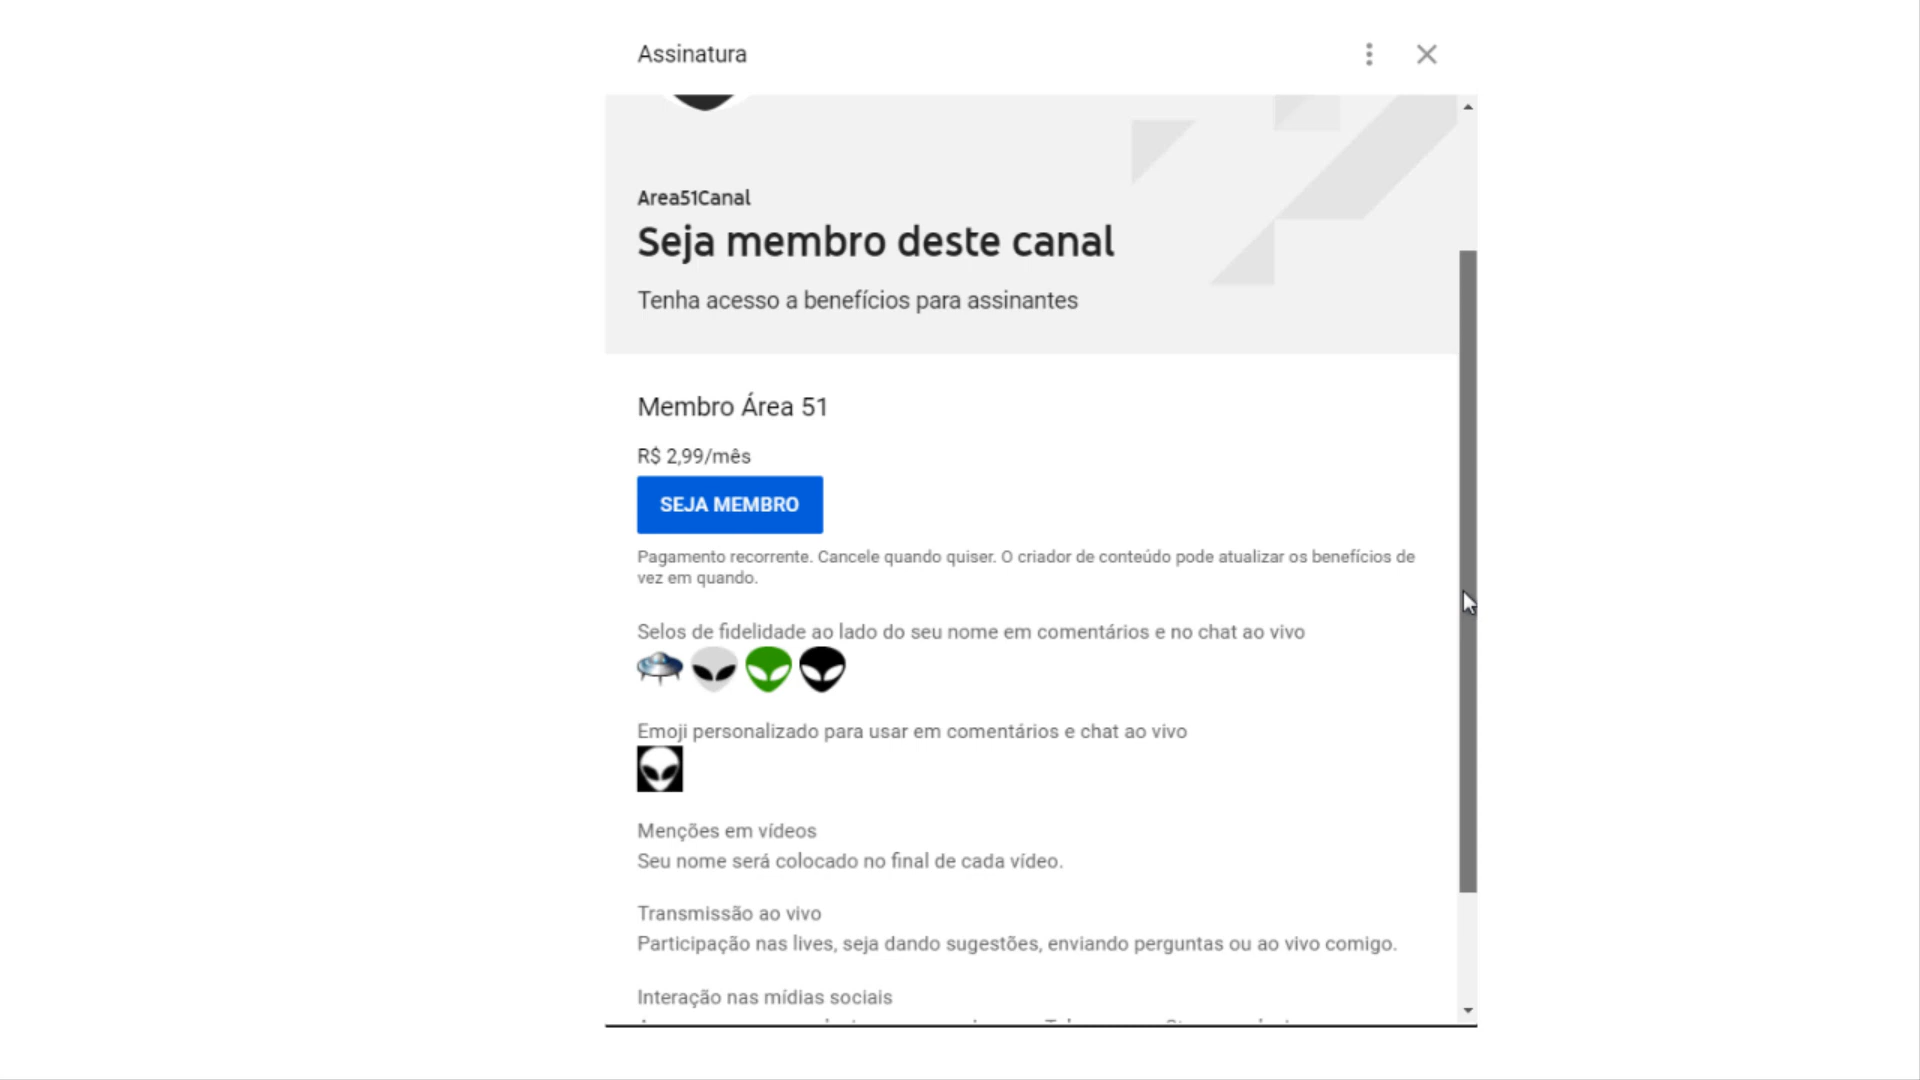 Assinatura
Area51Canal
Seja membro deste canal
Tenha acesso a benefícios para assinantes
Membro Área 51
R$ 2,99/mês
SEJA MEMBRO
Pagamento recorrente. Cancele quando quiser. O criador de conteúdo pode atualizar os benefícios de
vez em quando.
Selos de fidelidade ao lado do seu nome em comentários e no chat ao vivo
Emoji personalizado para usar em comentários e chat ao vivo
Menções em vídeos
Seu nome será colocado no final de cada vídeo.
Transmissão ao vivo
Participação nas lives, seja dando sugestões, enviando perguntas ou ao vivo comigo.
Interação nas mídias sociais